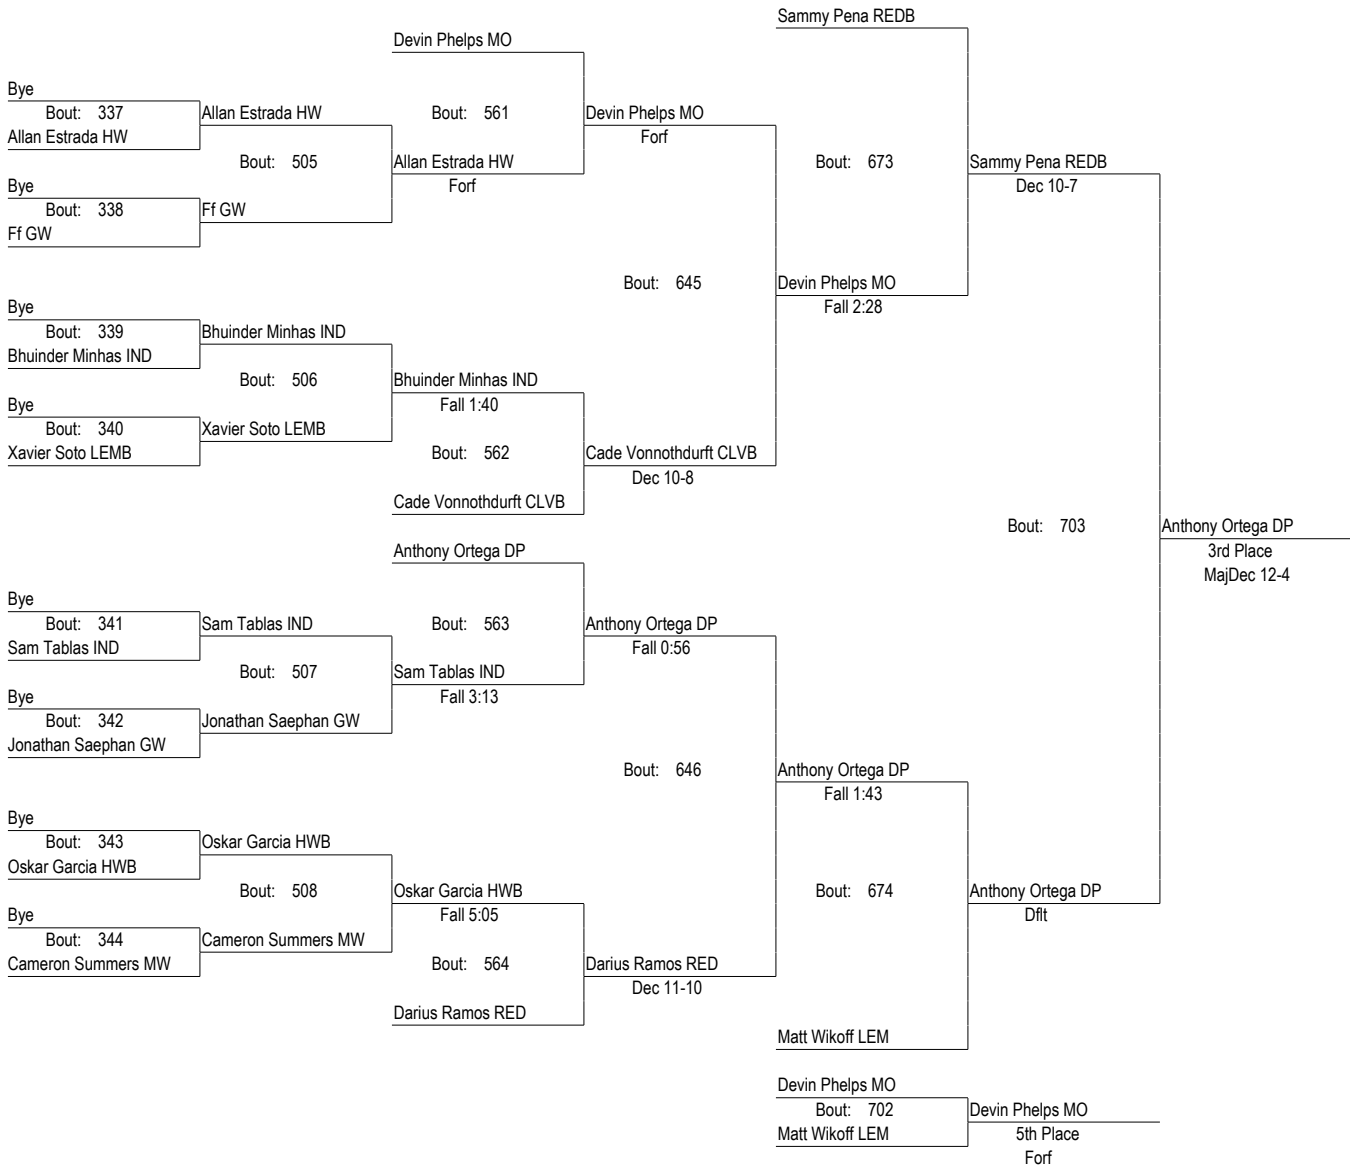 Sammy Pena REDB
Devin Phelps MO
Bye
Bout: 337
Allan Estrada HW
Allan Estrada HW
Bout: 561
Devin Phelps MO
Forf
Bout: 505
Allan Estrada HW
Forf
Bout: 673
Sammy Pena REDB
Dec 10-7
Bye
Bout: 338
Ff GW
Ff GW
Bout: 645
Devin Phelps MO
Fall 2:28
Bye
Bout: 339
Bhuinder Minhas IND
Bhuinder Minhas IND
Bout: 506
Bhuinder Minhas IND
Fall 1:40
Bye
Bout: 340
Xavier Soto LEMB
Xavier Soto LEMB
Bout: 562
Cade Vonnothdurft CLVB
Dec 10-8
Cade Vonnothdurft CLVB
Bout: 703
Anthony Ortega DP
3rd Place
MajDec 12-4
Anthony Ortega DP
Bye
Bout: 341
Sam Tablas IND
Sam Tablas IND
Bout: 563
Anthony Ortega DP
Fall 0:56
Bout: 507
Sam Tablas IND
Fall 3:13
Bye
Bout: 342
Jonathan Saephan GW
Jonathan Saephan GW
Bout: 646
Anthony Ortega DP
Fall 1:43
Bye
Bout: 343
Oskar Garcia HWB
Oskar Garcia HWB
Bout: 508
Oskar Garcia HWB
Fall 5:05
Bout: 674
Anthony Ortega DP
Dflt
Bye
Bout: 344
Cameron Summers MW
Cameron Summers MW
Bout: 564
Darius Ramos RED
Dec 11-10
Darius Ramos RED
Matt Wikoff LEM
Devin Phelps MO
Bout: 702
Matt Wikoff LEM
Devin Phelps MO
5th Place
Forf